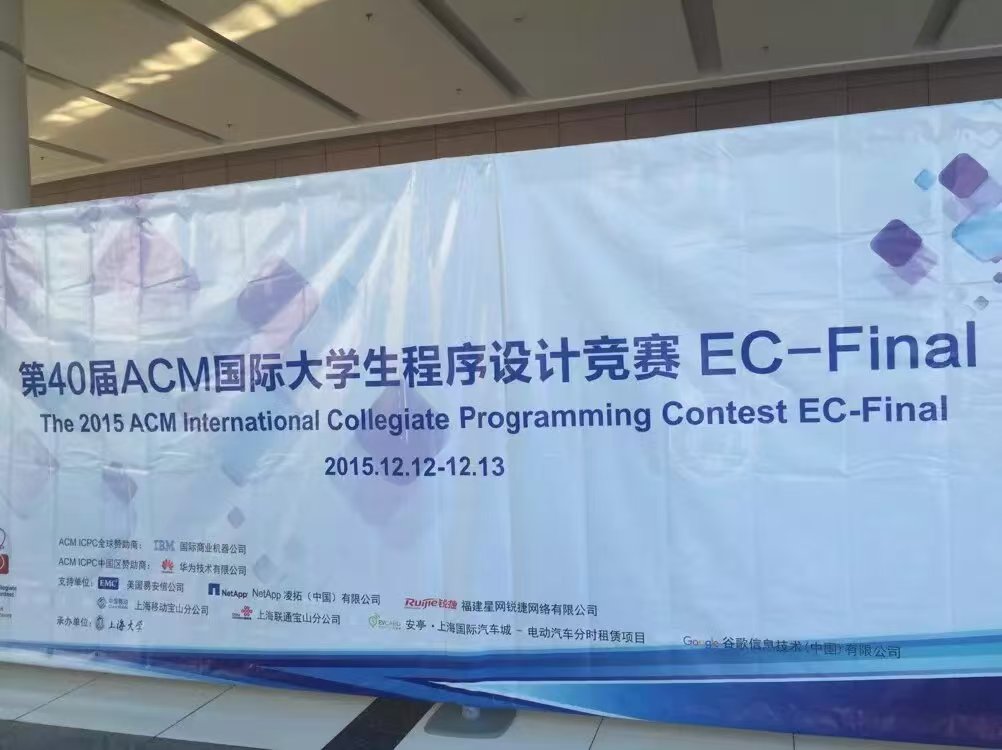 第40届ACM国际大学生程序设计竞赛 EC-Final
The 2015 ACM International Collegiate Programming Contest EC-Final
2015.12.12-12.13
ACM ICPC全球赞助商： IBM 国际商业机器公司
ACM ICPC中国区赞助商： 华为技术有限公司
支持单位： EMC 美国易安信公司 NetApp NetApp 凌拓（中国）有限公司 Ruijie锐捷 福建星网锐捷网络有限公司
上海移动宝山分公司 上海联通宝山分公司 安亭·上海国际汽车城 - 电动汽车分时租赁项目
承办单位： 上海大学 Google 谷歌信息技术(中国)有限公司